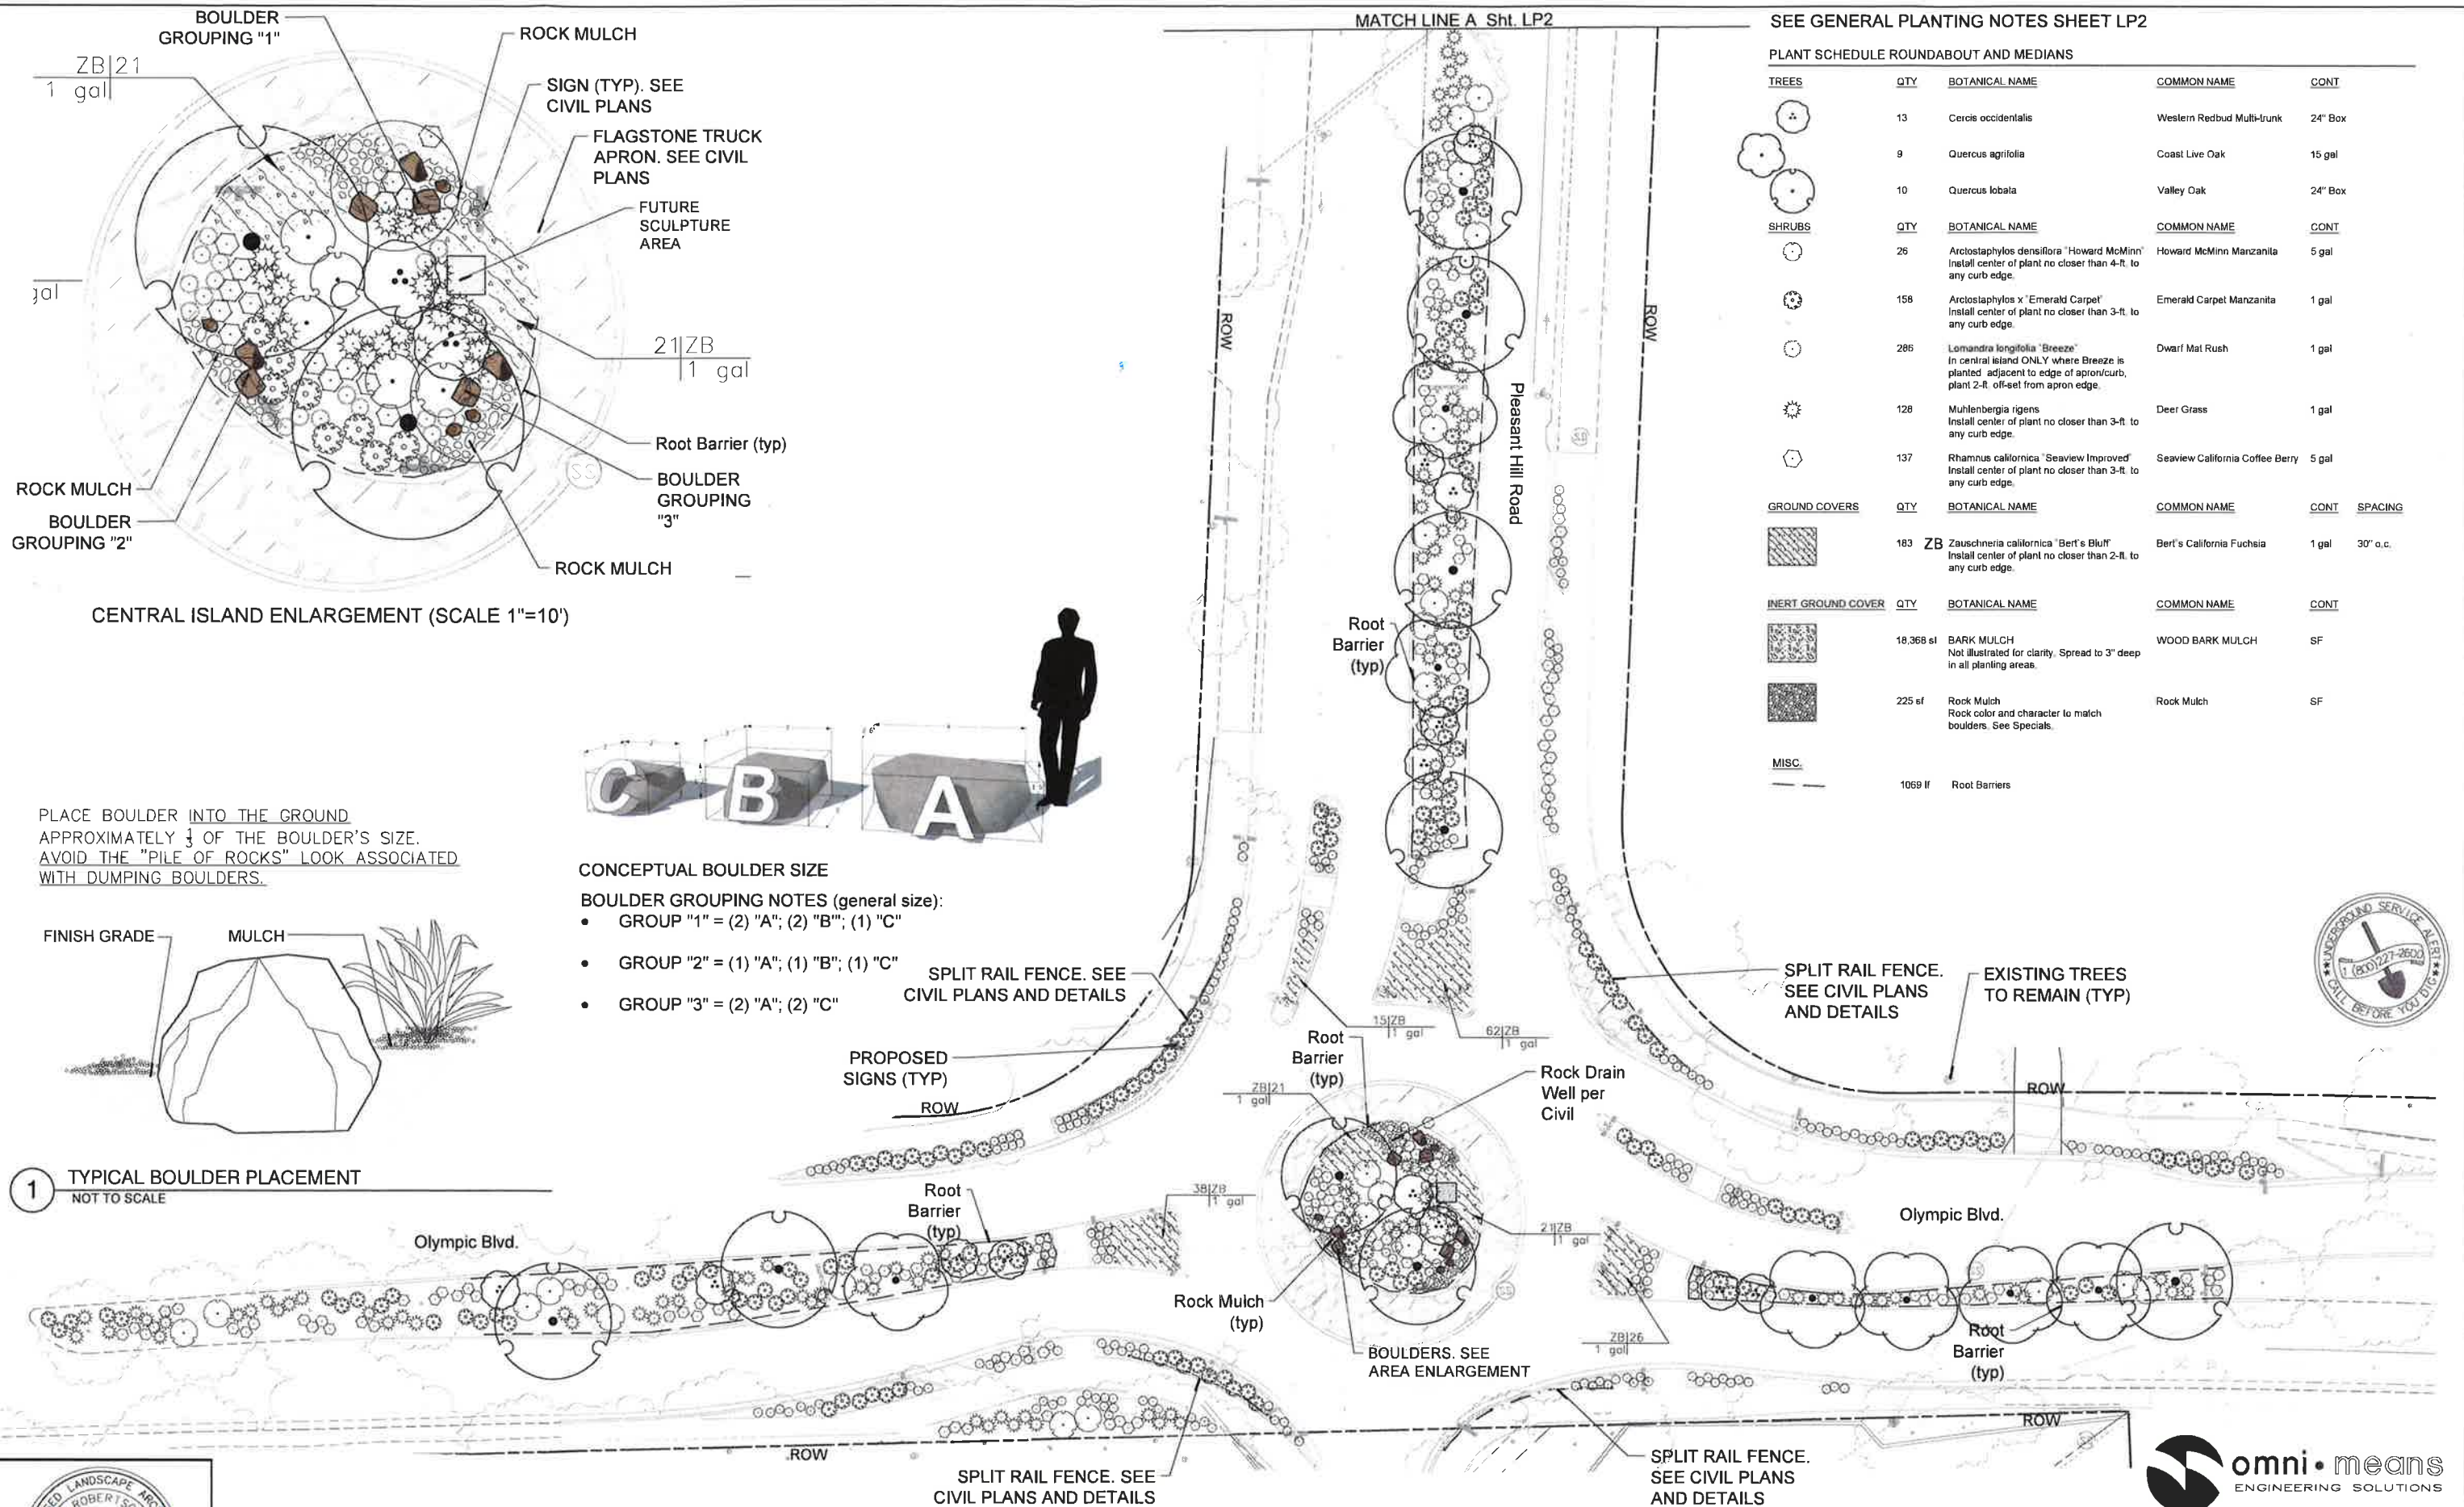 BOULDER
GROUPING "1"
ROCK MULCH
ZB|21
1 gal
SIGN (TYP). SEE
CIVIL PLANS
FLAGSTONE TRUCK
APRON. SEE CIVIL
PLANS
FUTURE
SCULPTURE
AREA
gal
21|ZB
1 gal
Root Barrier (typ)
SS
BOULDER
GROUPING
"3"
ROCK MULCH
BOULDER
GROUPING "2"
ROCK MULCH
CENTRAL ISLAND ENLARGEMENT (SCALE 1"=10')
C
B
A
PLACE BOULDER INTO THE GROUND
APPROXIMATELY 1/3 OF THE BOULDER'S SIZE.
AVOID THE "PILE OF ROCKS" LOOK ASSOCIATED
WITH DUMPING BOULDERS.
FINISH GRADE
MULCH
1
TYPICAL BOULDER PLACEMENT
NOT TO SCALE
CONCEPTUAL BOULDER SIZE
BOULDER GROUPING NOTES (general size):
• GROUP "1" = (2) "A"; (2) "B'"; (1) "C"
• GROUP "2" = (1) "A"; (1) "B"; (1) "C"
• GROUP "3" = (2) "A"; (2) "C"
MATCH LINE A Sht. LP2
ROW
ROW
Pleasant Hill Road
Root
Barrier
(typ)
SPLIT RAIL FENCE. SEE
CIVIL PLANS AND DETAILS
PROPOSED
SIGNS (TYP)
ROW
15|ZB
1 gal
62|ZB
1 gal
Root
Barrier
(typ)
ZB|21
1 gal
Rock Drain
Well per
Civil
SPLIT RAIL FENCE.
SEE CIVIL PLANS
AND DETAILS
EXISTING TREES
TO REMAIN (TYP)
ROW
Olympic Blvd.
Root
Barrier
(typ)
38|ZB
1 gal
21|ZB
1 gal
Olympic Blvd.
Rock Mulch
(typ)
BOULDERS. SEE
AREA ENLARGEMENT
ZB|26
1 gal
Root
Barrier
(typ)
ROW
ROW
SPLIT RAIL FENCE. SEE
CIVIL PLANS AND DETAILS
SPLIT RAIL FENCE.
SEE CIVIL PLANS
AND DETAILS
SEE GENERAL PLANTING NOTES SHEET LP2
PLANT SCHEDULE ROUNDABOUT AND MEDIANS
TREES QTY BOTANICAL NAME COMMON NAME CONT
13 Cercis occidentalis Western Redbud Multi-trunk 24" Box
9 Quercus agrifolia Coast Live Oak 15 gal
10 Quercus lobata Valley Oak 24" Box
SHRUBS QTY BOTANICAL NAME COMMON NAME CONT
26 Arctostaphylos densiflora `Howard McMinn` Howard McMinn Manzanita 5 gal
Install center of plant no closer than 4-ft. to
any curb edge.
158 Arctostaphylos x `Emerald Carpet` Emerald Carpet Manzanita 1 gal
Install center of plant no closer than 3-ft. to
any curb edge.
286 Lomandra longifolia `Breeze` Dwarf Mat Rush 1 gal
In central island ONLY where Breeze is
planted adjacent to edge of apron/curb,
plant 2-ft. off-set from apron edge.
128 Muhlenbergia rigens Deer Grass 1 gal
Install center of plant no closer than 3-ft. to
any curb edge.
137 Rhamnus californica `Seaview Improved` Seaview California Coffee Berry 5 gal
Install center of plant no closer than 3-ft. to
any curb edge.
GROUND COVERS QTY BOTANICAL NAME COMMON NAME CONT SPACING
183 ZB Zauschneria californica `Bert's Bluff` Bert's California Fuchsia 1 gal 30" o.c.
Install center of plant no closer than 2-ft. to
any curb edge.
INERT GROUND COVER QTY BOTANICAL NAME COMMON NAME CONT
18,368 sf BARK MULCH WOOD BARK MULCH SF
Not illustrated for clarity. Spread to 3" deep
in all planting areas.
225 sf Rock Mulch Rock Mulch SF
Rock color and character to match
boulders. See Specials.
MISC.
1069 lf Root Barriers
UNDERGROUND SERVICE ALERT
1 (800)227-2600
CALL BEFORE YOU DIG
LANDSCAPE
omni•means
ENGINEERING SOLUTIONS